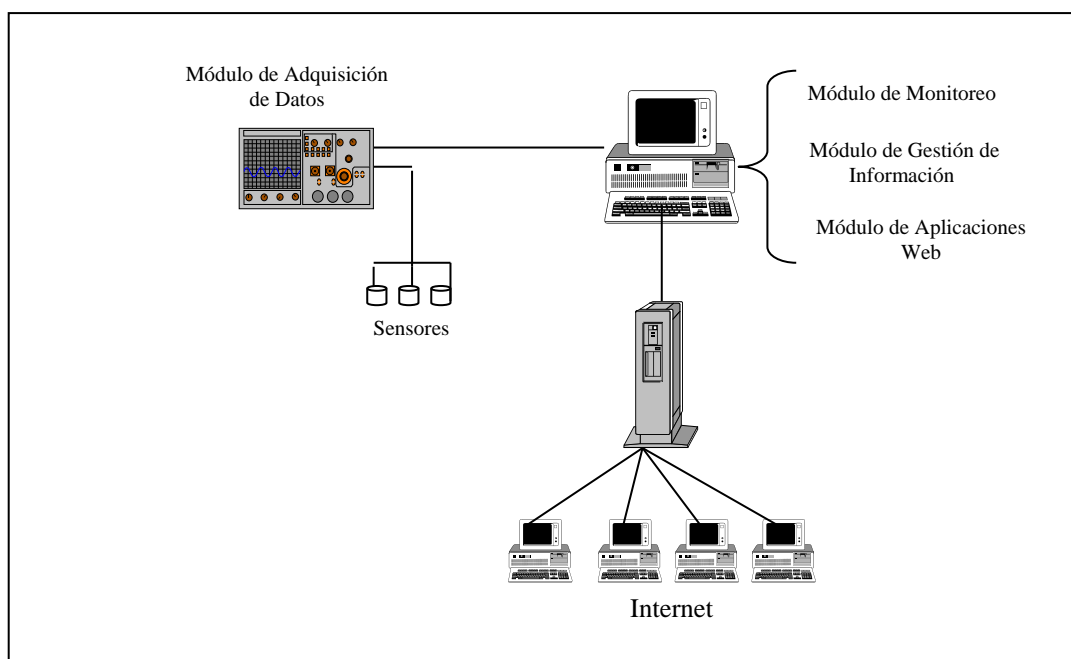 Módulo de Adquisición
de Datos
Módulo de Monitoreo
Módulo de Gestión de
Información
Módulo de Aplicaciones
Web
Sensores
Internet